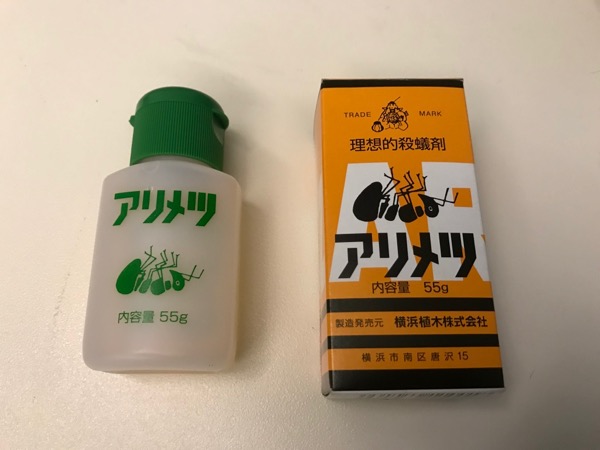 アリメツ
内容量 55g
TRADE MARK
理想的殺蟻剤
AR
アリメツ
内容量 55g
製造発売元 横浜植木株式会社
横浜市南区唐沢15